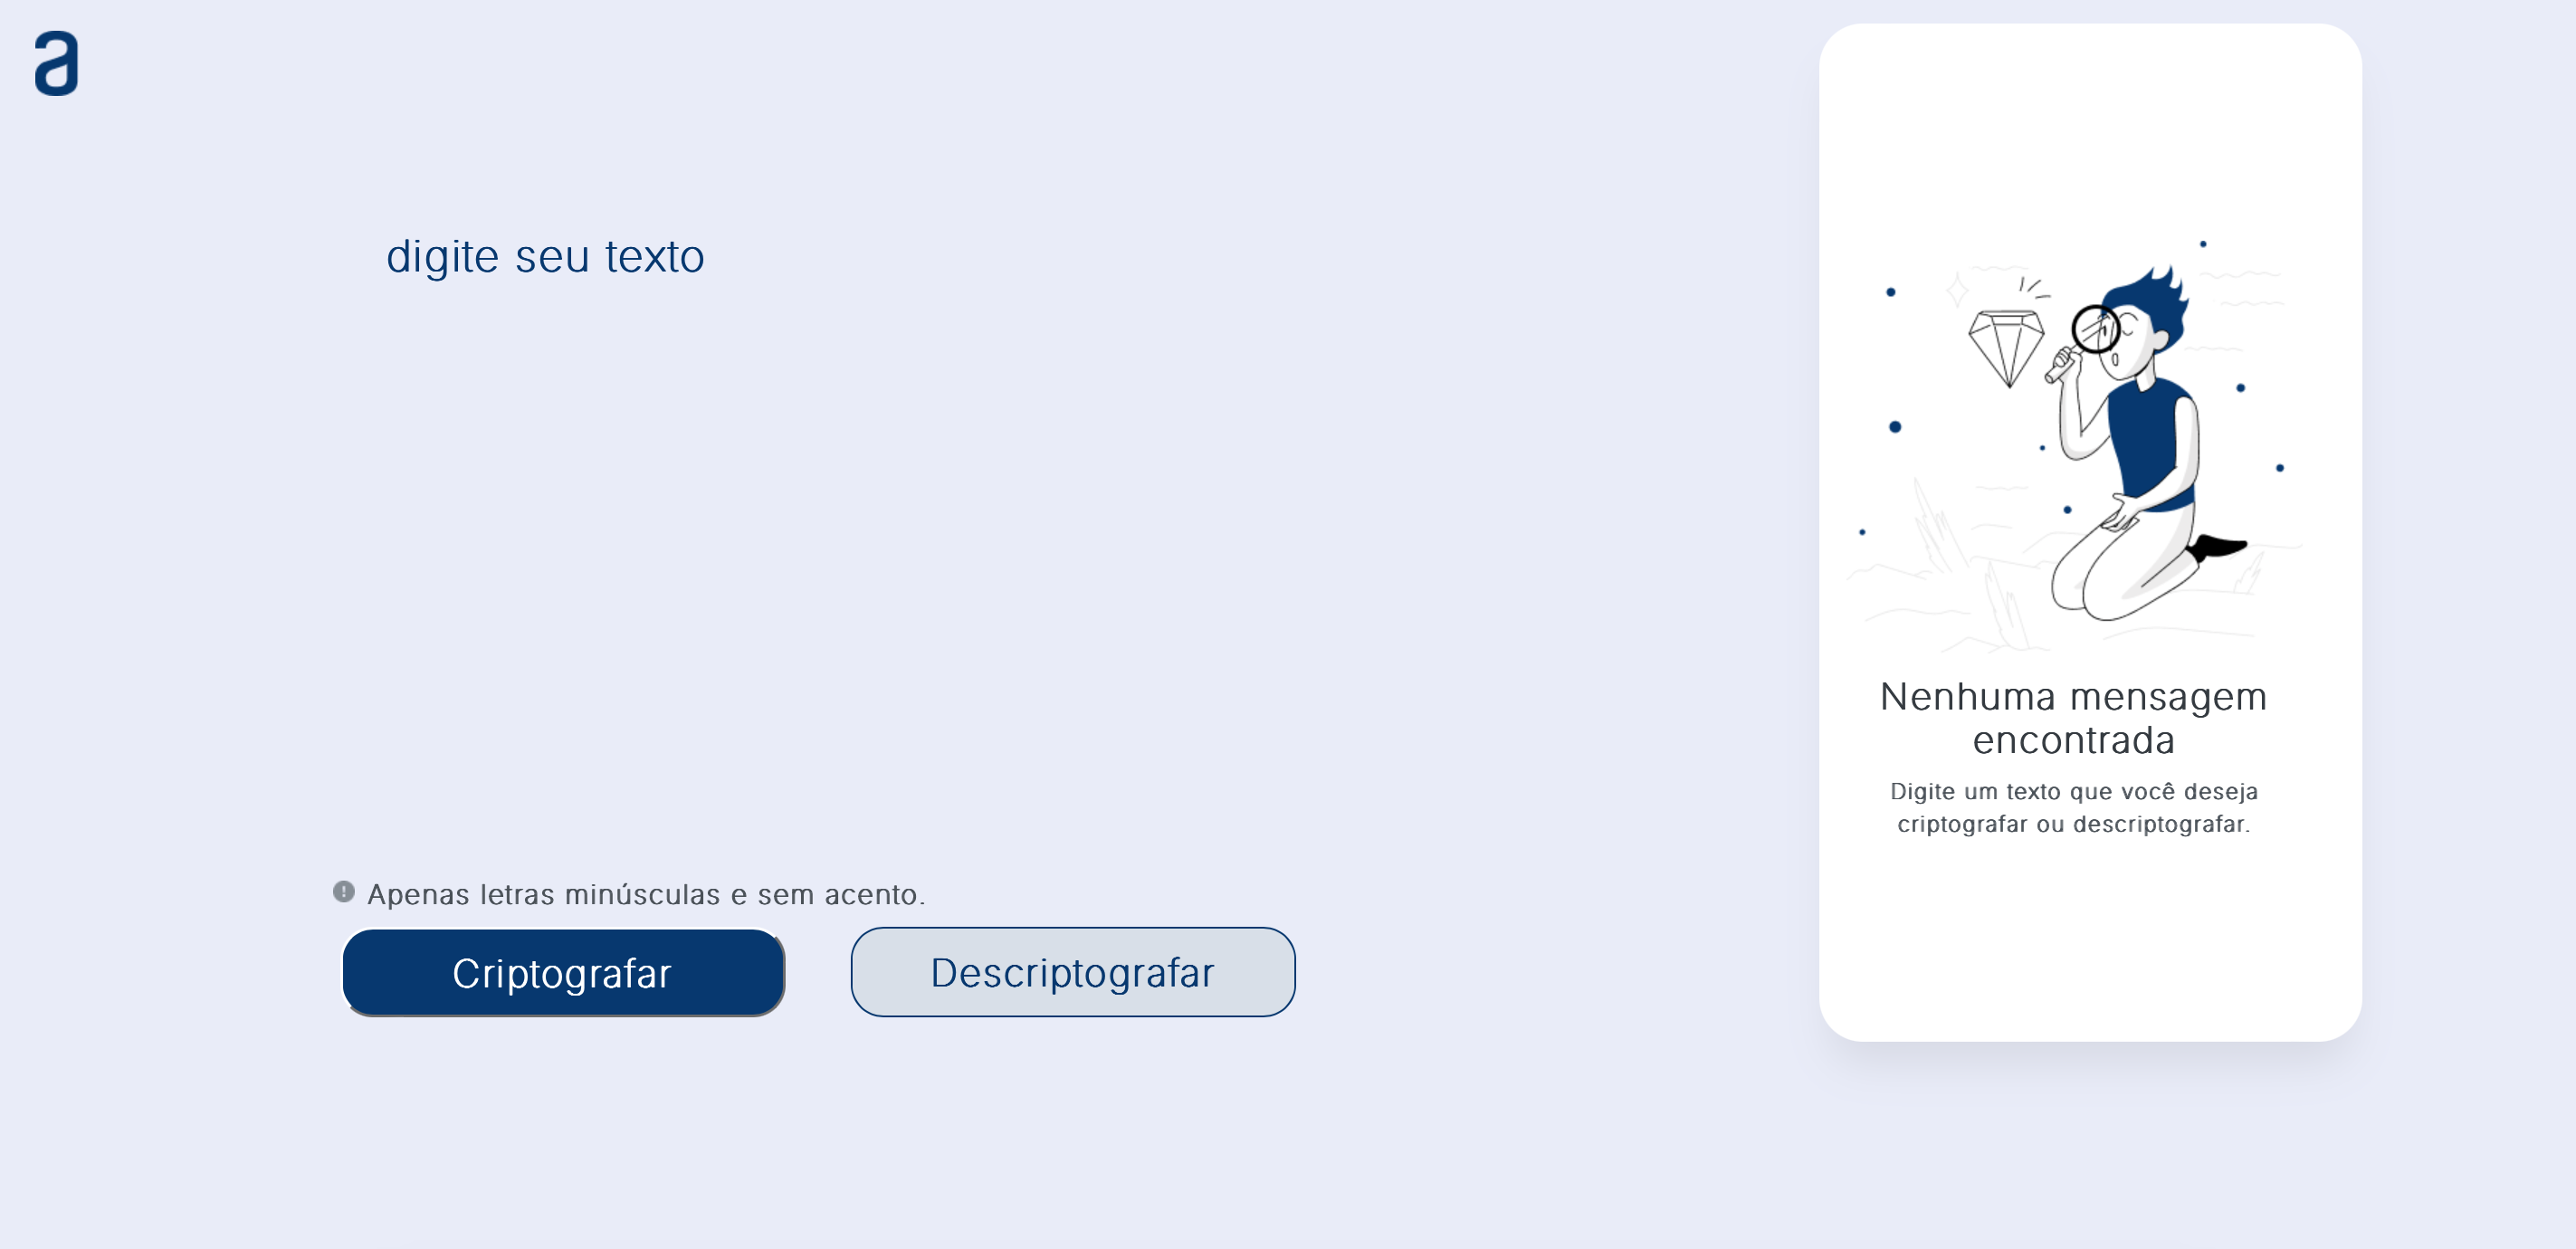 a
digite seu texto
Nenhuma mensagem
encontrada
Digite um texto que você deseja
criptografar ou descriptografar.
Apenas letras minúsculas e sem acento.
Criptografar
Descriptografar